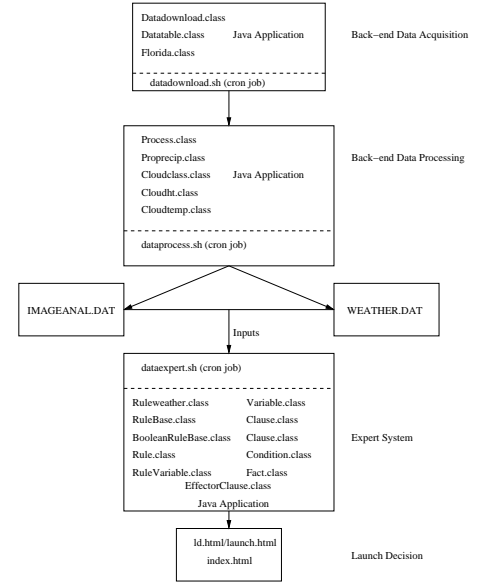 Datadownload.class
Datatable.class Java Application Back-end Data Acquisition
Florida.class
datadownload.sh (cron job)
Process.class
Proprecip.class Back-end Data Processing
Cloudclass.class Java Application
Cloudht.class
Cloudtemp.class
dataprocess.sh (cron job)
IMAGEANAL.DAT WEATHER.DAT
Inputs
dataexpert.sh (cron job)
Ruleweather.class Variable.class
RuleBase.class Clause.class
BooleanRuleBase.class Clause.class Expert System
Rule.class Condition.class
RuleVariable.class Fact.class
EffectorClause.class
Java Application
ld.html/launch.html
index.html Launch Decision